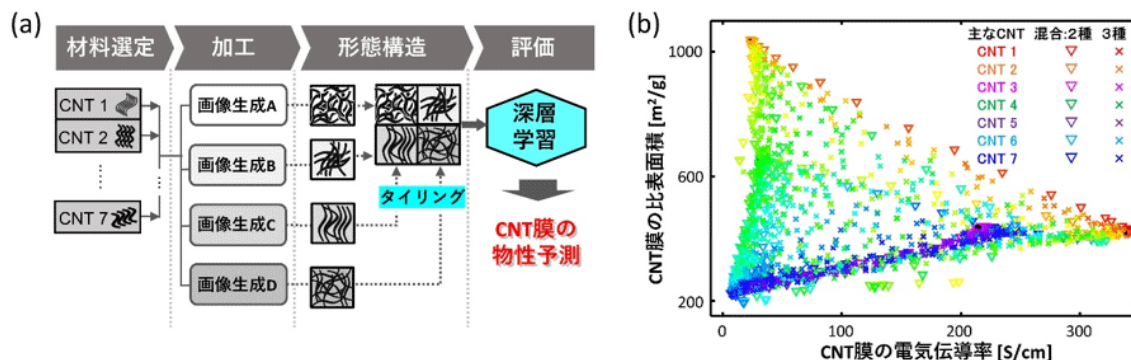 (a)
材料選定
加工
形態構造
評価
CNT 1
CNT 2
CNT 7
画像生成A
画像生成B
画像生成C
画像生成D
タイリング
深層
学習
CNT膜の
物性予測
(b)
CNT膜の比表面積 [m²/g]
1000
600
200
主なCNT 混合:2種 3種
CNT 1
CNT 2
CNT 3
CNT 4
CNT 5
CNT 6
CNT 7
0 100 200 300
CNT膜の電気伝導率 [S/cm]